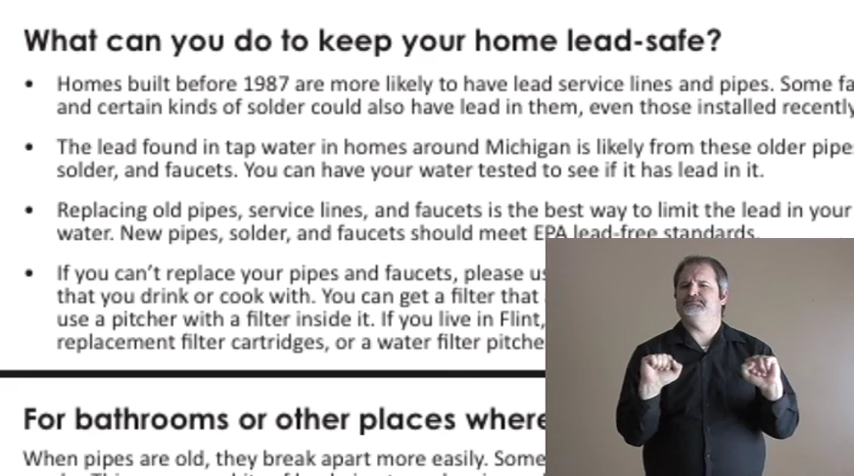 What can you do to keep your home lead-safe?
• Homes built before 1987 are more likely to have lead service lines and pipes. Some
and certain kinds of solder could also have lead in them, even those installed recently
• The lead found in tap water in homes around Michigan is likely from these older pipe
solder, and faucets. You can have your water tested to see if it has lead in it.
• Replacing old pipes, service lines, and faucets is the best way to limit the lead in your
water. New pipes, solder, and faucets should meet EPA lead-free standards.
• If you can't replace your pipes and faucets, please
that you drink or cook with. You can get a filter that
use a pitcher with a filter inside it. If you live in Flint,
replacement filter cartridges, or a water filter pitche
For bathrooms or other places where
When pipes are old, they break apart more easily. Some